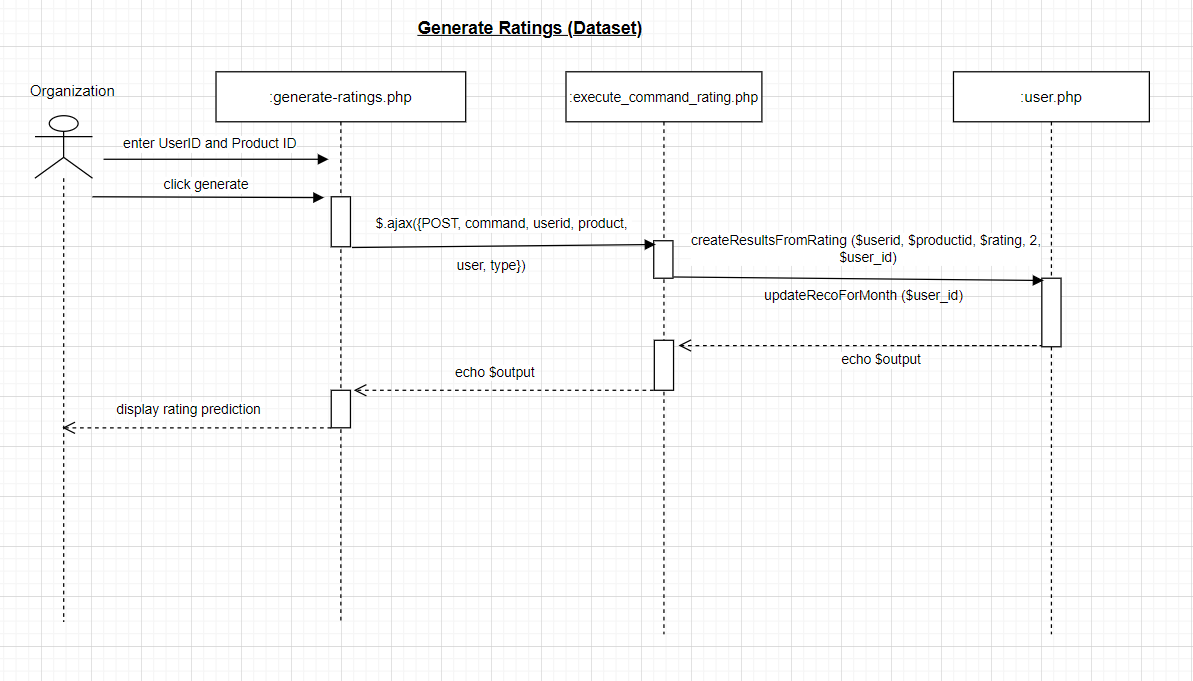 Generate Ratings (Dataset)
Organization
:generate-ratings.php
:execute_command_rating.php
:user.php
enter UserID and Product ID
click generate
$.ajax({POST, command, userid, product,
user, type})
createResultsFromRating ($userid, $productid, $rating, 2,
$user_id)
updateRecoForMonth ($user_id)
echo $output
echo $output
display rating prediction